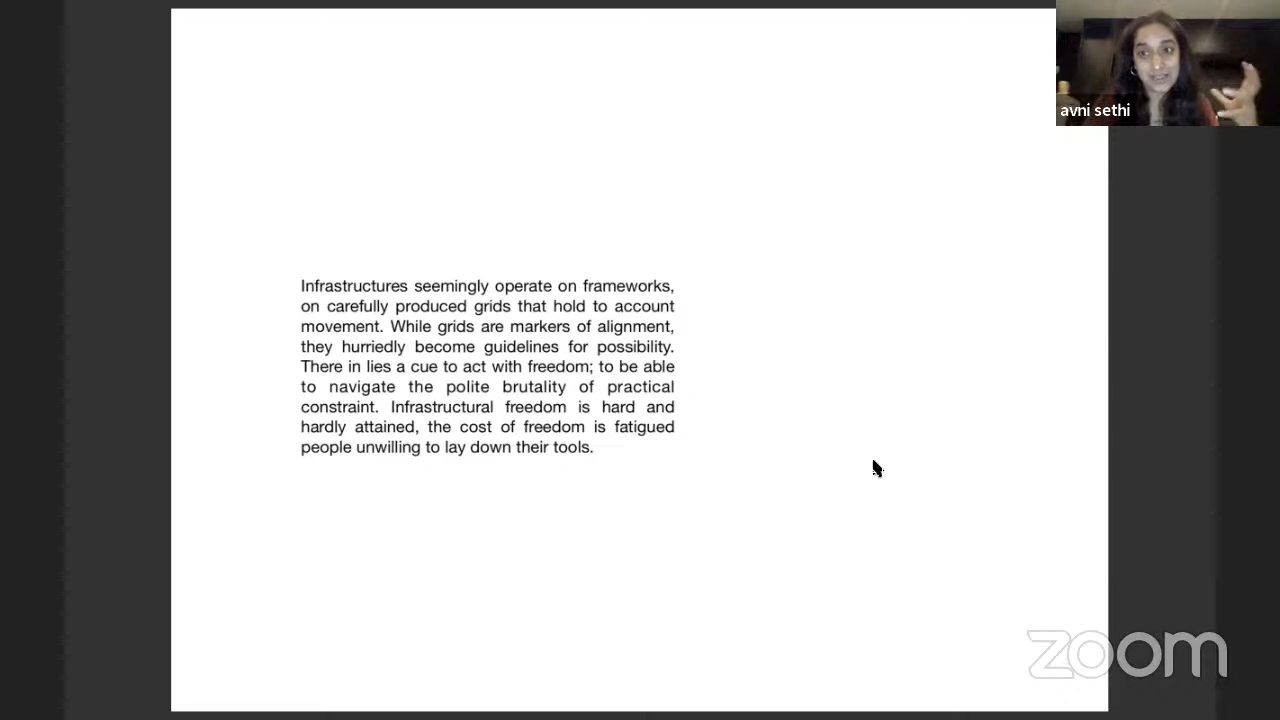 avni sethi
Infrastructures seemingly operate on frameworks,
on carefully produced grids that hold to account
movement. While grids are markers of alignment,
they hurriedly become guidelines for possibility.
There in lies a cue to act with freedom; to be able
to navigate the polite brutality of practical
constraint. Infrastructural freedom is hard and
hardly attained, the cost of freedom is fatigued
people unwilling to lay down their tools.
zoom